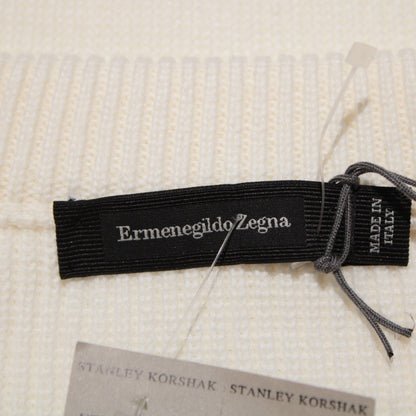 Ermenegildo Zegna
MADE IN
ITALY
STANLEY KORSHAK . STANLEY KORSHAK